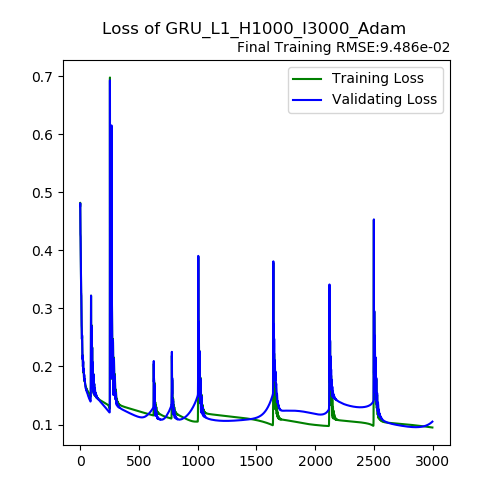 Loss of GRU_L1_H1000_I3000_Adam
Final Training RMSE:9.486e-02
Training Loss
Validating Loss
0.7
0.6
0.5
0.4
0.3
0.2
0.1
0 500 1000 1500 2000 2500 3000